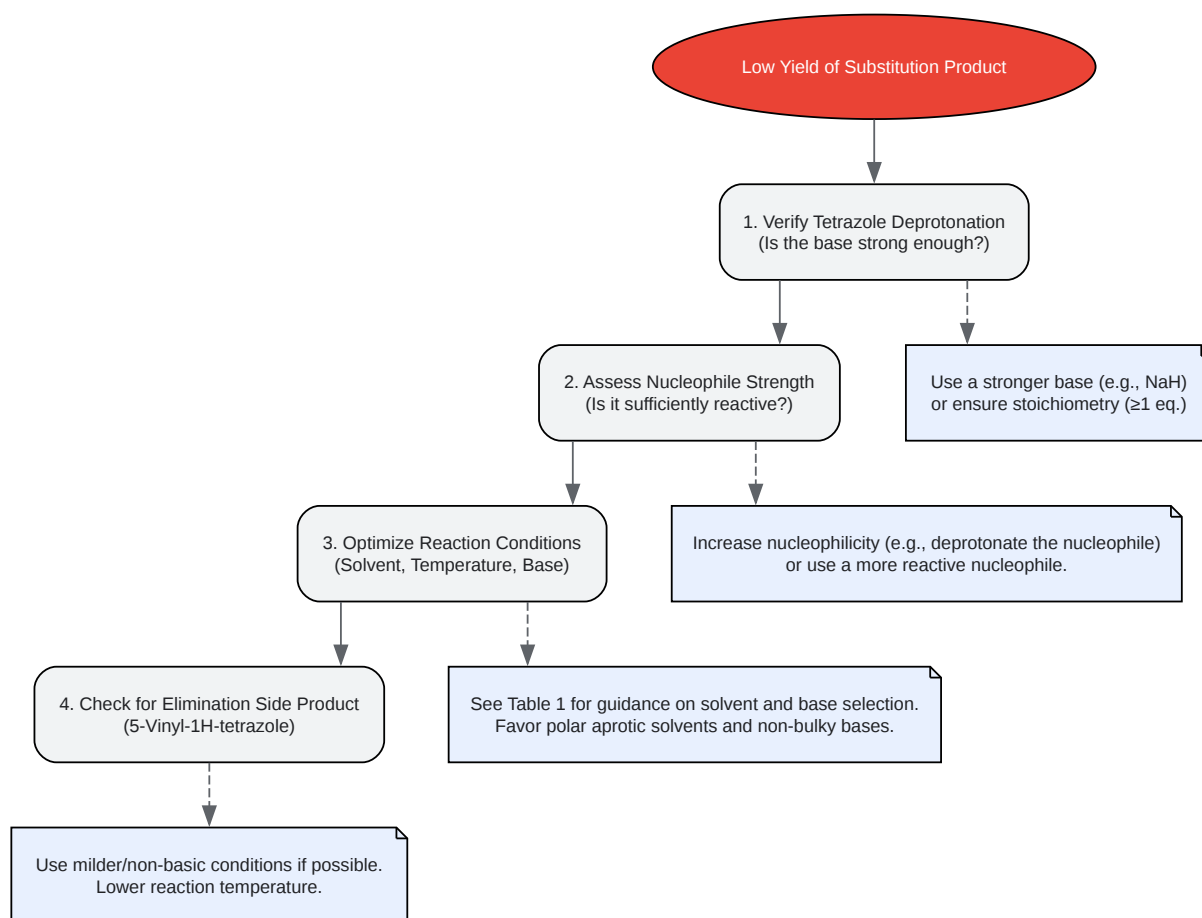 Low Yield of Substitution Product
1. Verify Tetrazole Deprotonation
(Is the base strong enough?)
2. Assess Nucleophile Strength
(Is it sufficiently reactive?)
Use a stronger base (e.g., NaH)
or ensure stoichiometry (≥1 eq.)
3. Optimize Reaction Conditions
(Solvent, Temperature, Base)
Increase nucleophilicity (e.g., deprotonate the nucleophile)
or use a more reactive nucleophile.
4. Check for Elimination Side Product
(5-Vinyl-1H-tetrazole)
See Table 1 for guidance on solvent and base selection.
Favor polar aprotic solvents and non-bulky bases.
Use milder/non-basic conditions if possible.
Lower reaction temperature.